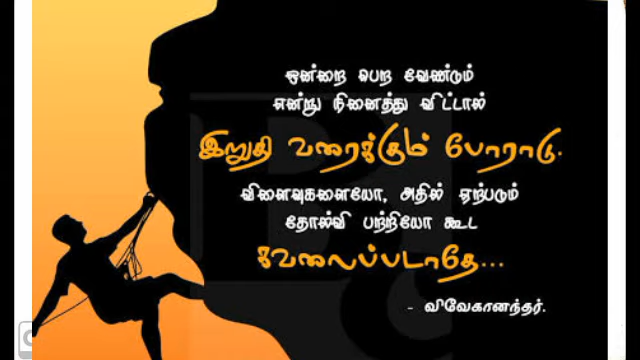 ஒன்றை பெற வேண்டும்
என்று நினைத்து விட்டால்
இறுதி வரைக்கும் போராடு.
விளைவுகளையோ, அதில் ஏற்படும்
தோல்வி பற்றியோ கூட
கவலைப்படாதே...
- விவேகானந்தர்.